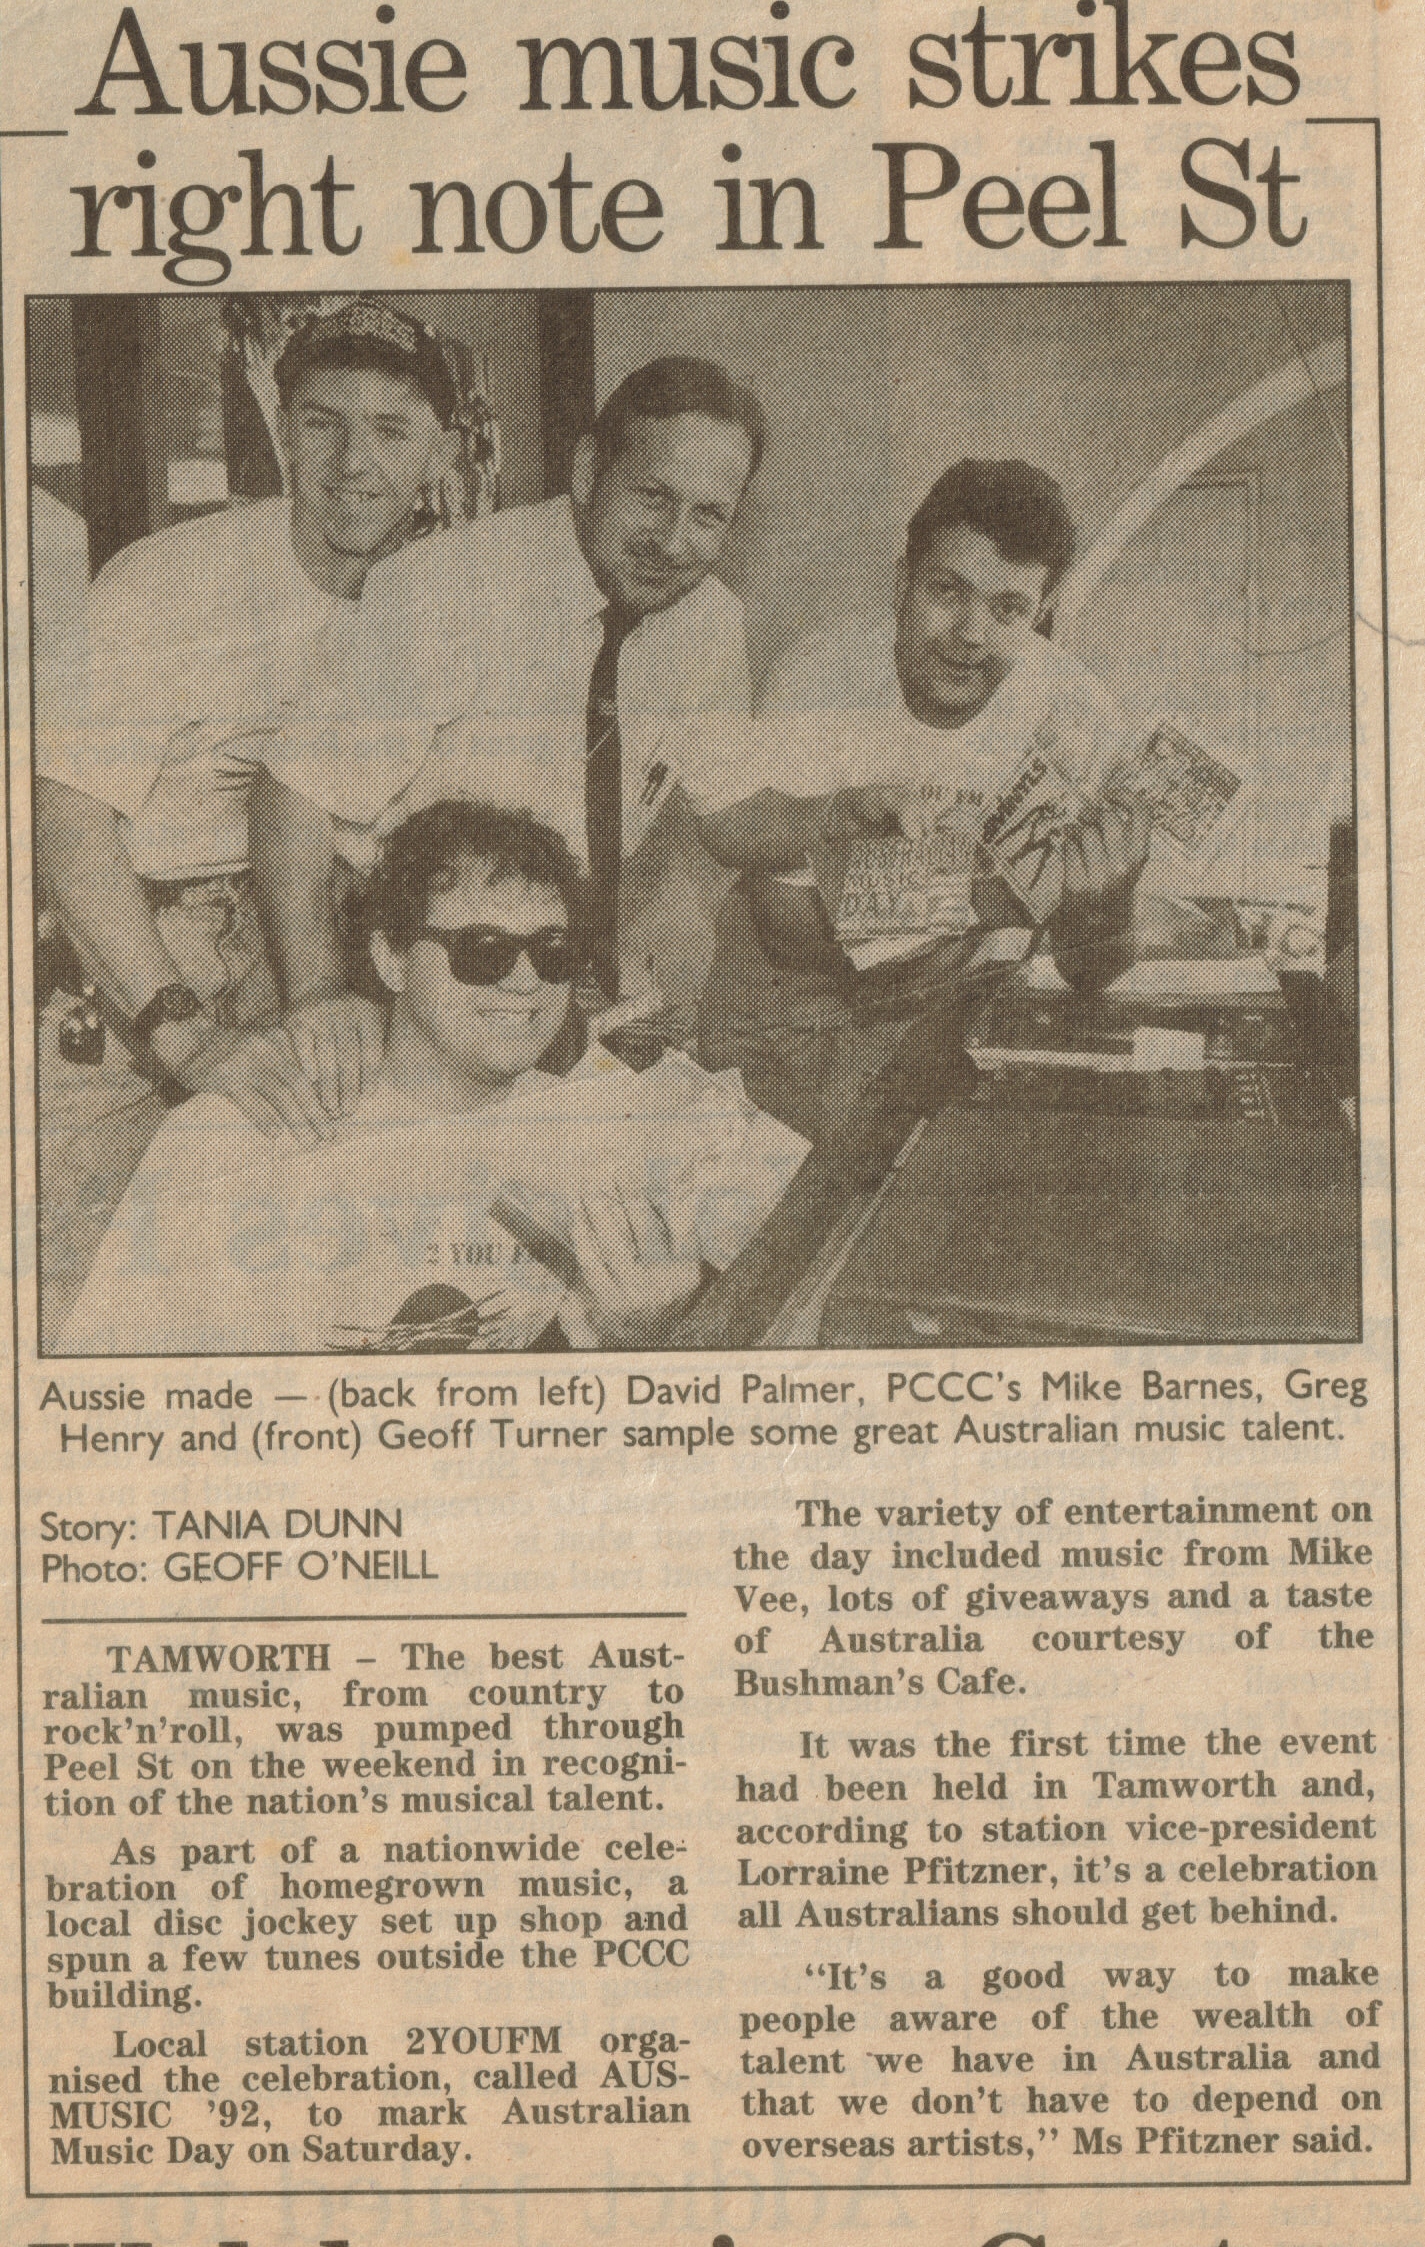 Aussie music strikes
right note in Peel St
YOU FM
MUSIC
DAY
2 YOU FM
Aussie made — (back from left) David Palmer, PCCC's Mike Barnes, Greg
Henry and (front) Geoff Turner sample some great Australian music talent.
Story: TANIA DUNN
Photo: GEOFF O'NEILL
TAMWORTH – The best Aust-
ralian music, from country to
rock'n'roll, was pumped through
Peel St on the weekend in recogni-
tion of the nation's musical talent.
As part of a nationwide cele-
bration of homegrown music, a
local disc jockey set up shop and
spun a few tunes outside the PCCC
building.
Local station 2YOUFM orga-
nised the celebration, called AUS-
MUSIC '92, to mark Australian
Music Day on Saturday.
The variety of entertainment on
the day included music from Mike
Vee, lots of giveaways and a taste
of Australia courtesy of the
Bushman's Cafe.
It was the first time the event
had been held in Tamworth and,
according to station vice-president
Lorraine Pfitzner, it's a celebration
all Australians should get behind.
“It's a good way to make
people aware of the wealth of
talent we have in Australia and
that we don't have to depend on
overseas artists,” Ms Pfitzner said.